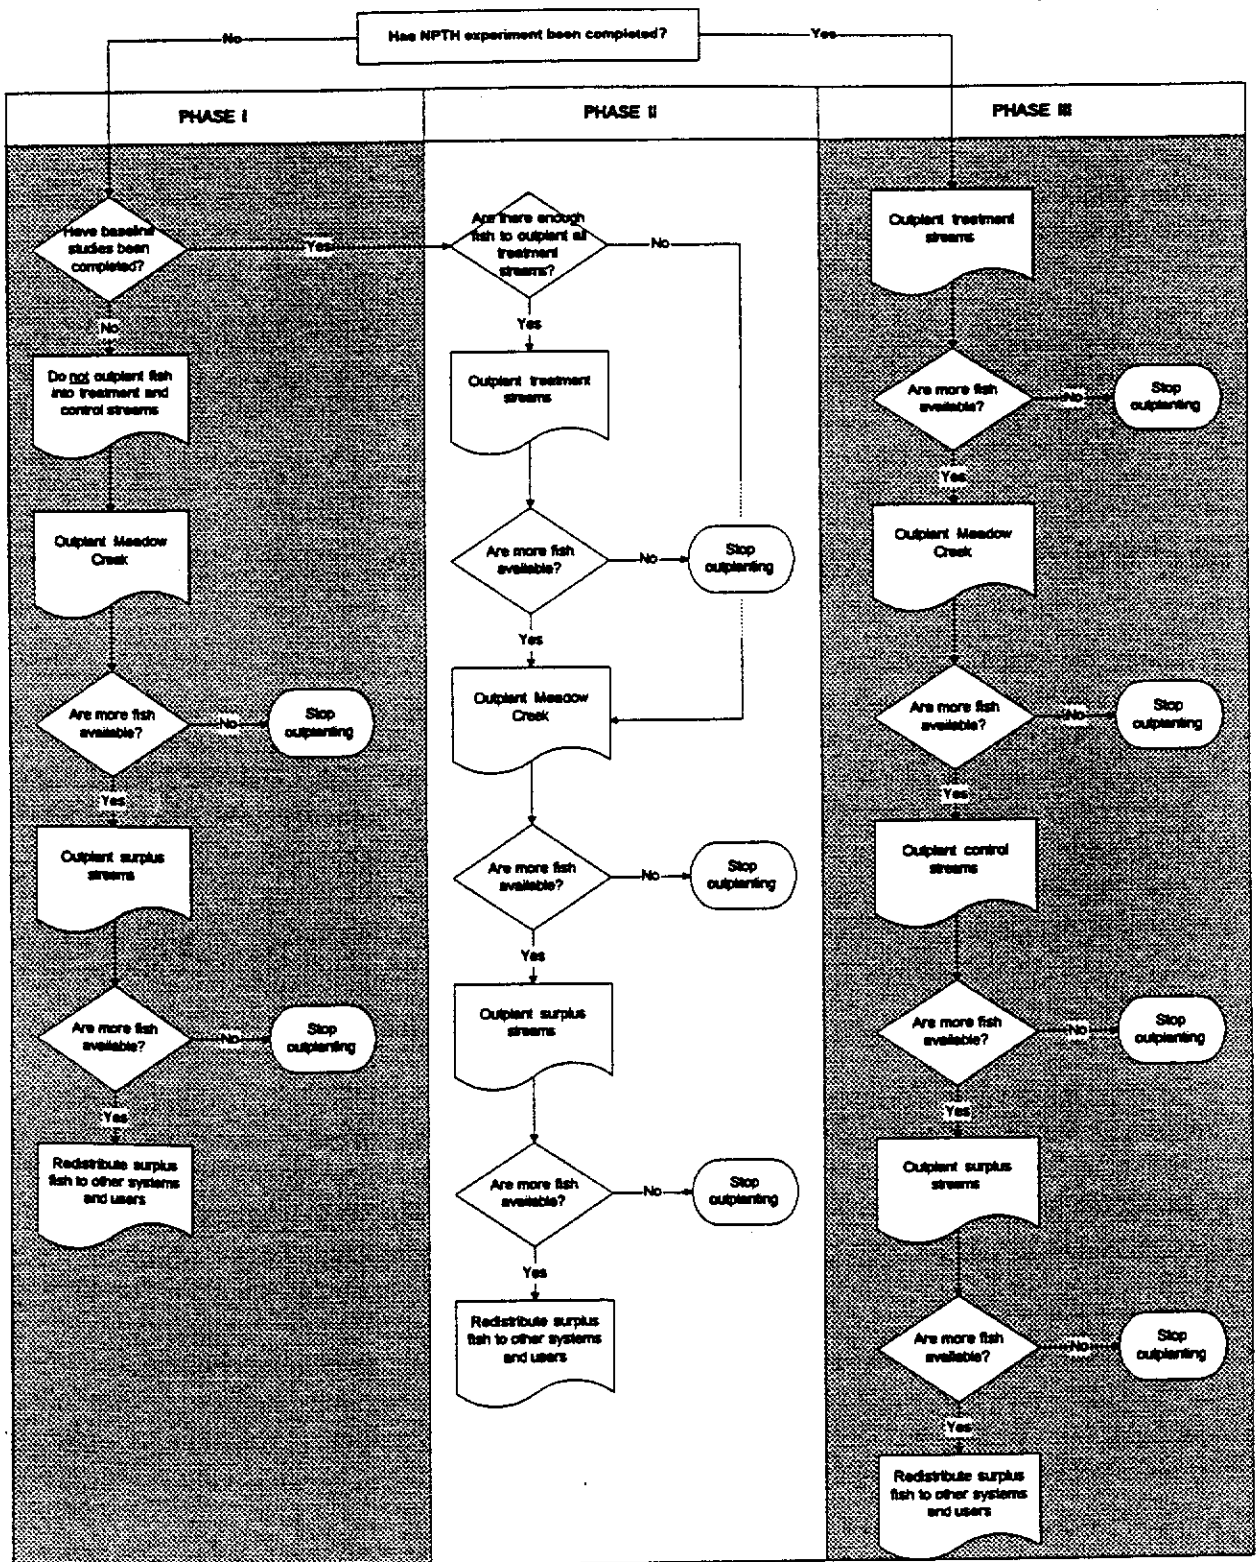 No
Has NPTH experiment been completed?
Yes
PHASE I
PHASE II
PHASE III
Have baseline
studies been
completed?
Yes
No
Do not outplant fish
into treatment and
control streams
Outplant Meadow
Creek
Are more fish
available?
No
Stop
outplanting
Yes
Outplant surplus
streams
Are more fish
available?
No
Stop
outplanting
Yes
Redistribute surplus
fish to other systems
and users
Are there enough
fish to outplant all
treatment
streams?
No
Yes
Outplant treatment
streams
Are more fish
available?
No
Stop
outplanting
Yes
Outplant Meadow
Creek
Are more fish
available?
No
Stop
outplanting
Yes
Outplant surplus
streams
Are more fish
available?
No
Stop
outplanting
Yes
Redistribute surplus
fish to other systems
and users
Outplant treatment
streams
Are more fish
available?
No
Stop
outplanting
Yes
Outplant Meadow
Creek
Are more fish
available?
No
Stop
outplanting
Yes
Outplant control
streams
Are more fish
available?
No
Stop
outplanting
Yes
Outplant surplus
streams
Are more fish
available?
No
Stop
outplanting
Yes
Redistribute surplus
fish to other systems
and users